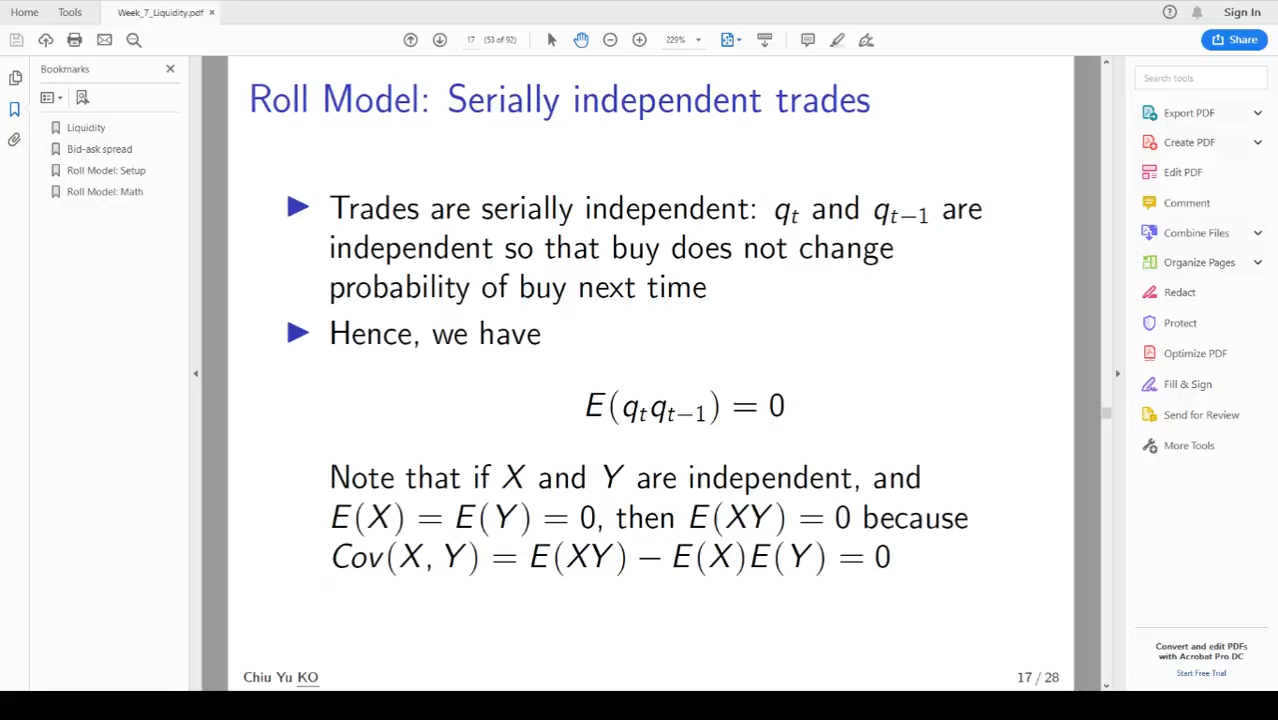 Home
Tools
Week_7_Liquidity.pdf ×
Sign In
17 (53 of 92)
229%
Share
Bookmarks
Liquidity
Bid-ask spread
Roll Model: Setup
Roll Model: Math
Roll Model: Serially independent trades
Trades are serially independent: qₜ and qₜ₋₁ are
independent so that buy does not change
probability of buy next time
Hence, we have
E(qₜqₜ₋₁) = 0
Note that if X and Y are independent, and
E(X) = E(Y) = 0, then E(XY) = 0 because
Cov(X, Y) = E(XY) − E(X)E(Y) = 0
Chiu Yu KO
17 / 28
Search tools
Export PDF
Create PDF
Edit PDF
Comment
Combine Files
Organize Pages
Redact
Protect
Optimize PDF
Fill & Sign
Send for Review
More Tools
Convert and edit PDFs
with Acrobat Pro DC
Start Free Trial